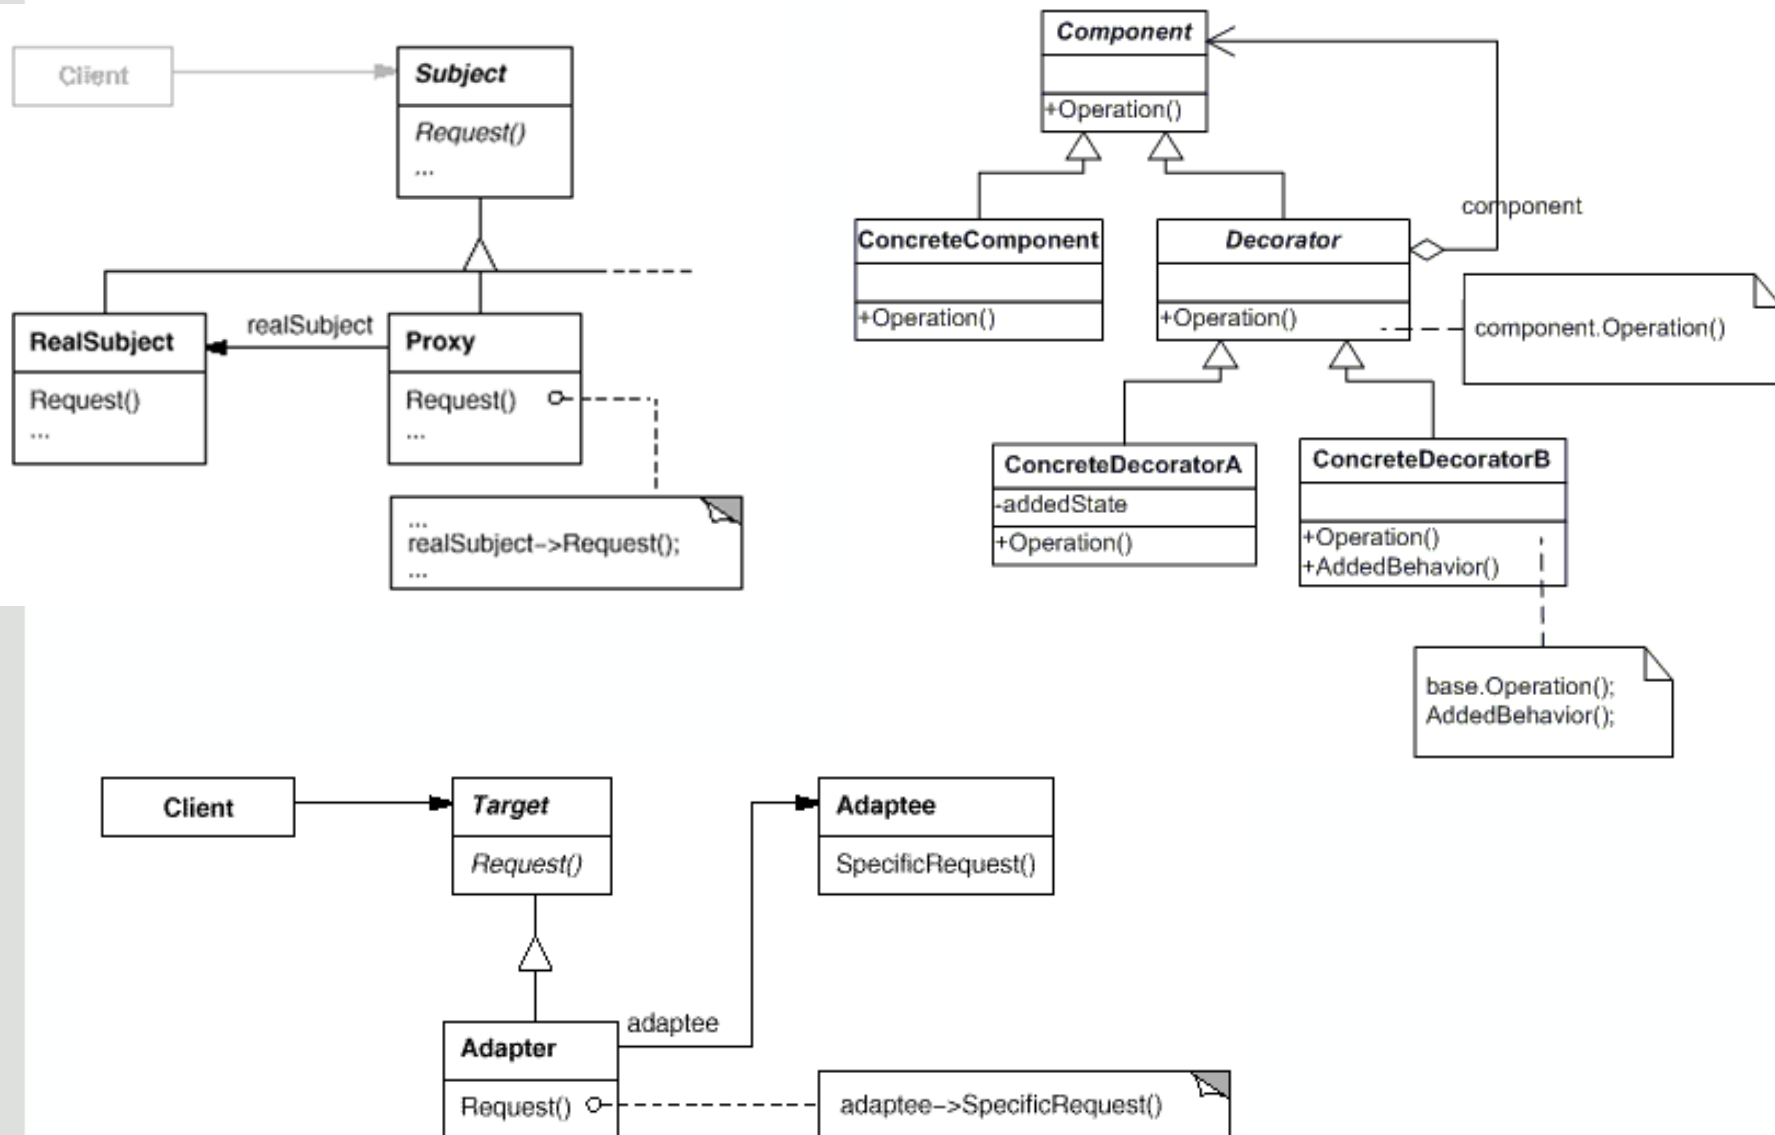 Client
Subject
Request()
...
RealSubject
Request()
...
realSubject
Proxy
Request()
...
...
realSubject–>Request();
...
Component
+Operation()
component
ConcreteComponent
+Operation()
Decorator
+Operation()
component.Operation()
ConcreteDecoratorA
-addedState
+Operation()
ConcreteDecoratorB
+Operation()
+AddedBehavior()
base.Operation();
AddedBehavior();
Client
Target
Request()
Adaptee
SpecificRequest()
adaptee
Adapter
Request()
adaptee–>SpecificRequest()